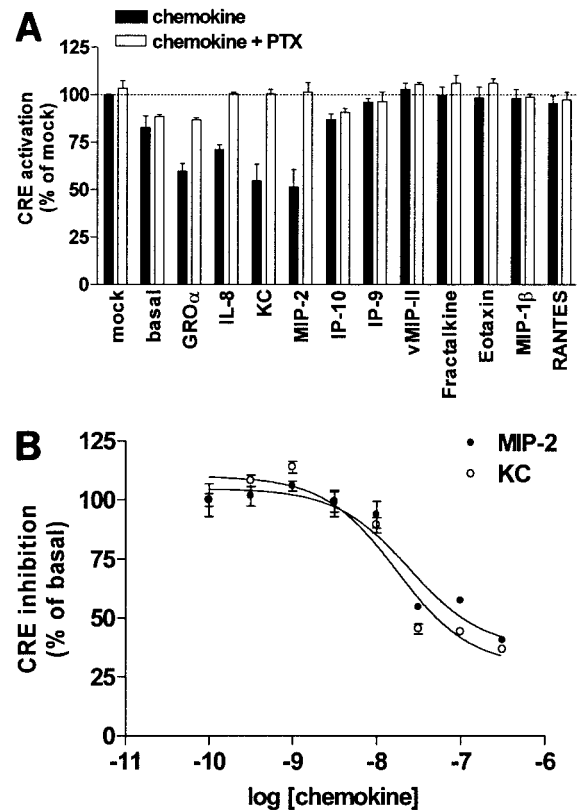 A
chemokine
chemokine + PTX
CRE activation
(% of mock)
125
100
75
50
25
0
mock
basal
GROα
IL-8
KC
MIP-2
IP-10
IP-9
vMIP-II
Fractalkine
Eotaxin
MIP-1β
RANTES
B
MIP-2
KC
CRE inhibition
(% of basal)
125
100
75
50
25
0
-11
-10
-9
-8
-7
-6
log [chemokine]